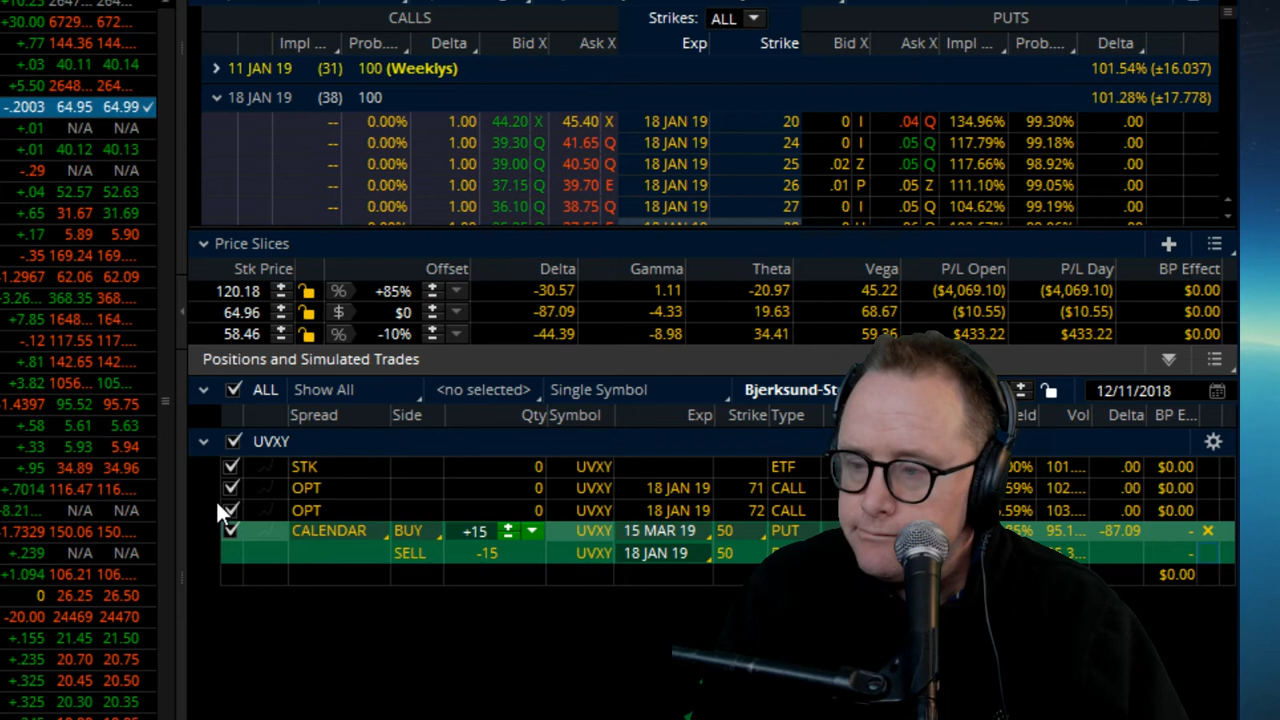 2647... 264...
+30.00 6729... 672...
+.77 144.36 144...
+.03 40.11 40.14
+5.50 2648... 264...
-.2003 64.95 64.99
+.01 N/A N/A
+.01 40.12 40.13
-.29 N/A N/A
+.04 52.57 52.63
+.65 31.67 31.69
+.17 5.89 5.90
-.35 169.24 169...
1.2967 62.06 62.09
-3.26... 368.35 368...
+7.85 1648... 164...
-.12 117.55 117...
+.81 142.65 142...
+3.82 1056... 105...
1.4397 95.52 95.75
+.58 5.61 5.63
+.33 5.93 5.94
+.95 34.89 34.96
+.7014 116.47 116...
-8.21... N/A N/A
1.7329 150.06 150...
+.239 N/A N/A
+1.094 106.21 106...
0 26.25 26.50
-20.00 24469 24470
+.155 21.45 21.50
+.235 20.70 20.75
+.425 20.45 20.50
+.325 20.30 20.35
CALLS Strikes: ALL PUTS
Impl ... Prob.... Delta Bid X Ask X Exp Strike Bid X Ask X Impl ... Prob.... Delta
11 JAN 19 (31) 100 (Weeklys) 101.54% (±16.037)
18 JAN 19 (38) 100 101.28% (±17.778)
-- 0.00% 1.00 44.20 X 45.40 X 18 JAN 19 20 0 I .04 Q 134.96% 99.30% .00
-- 0.00% 1.00 39.30 Q 41.65 Q 18 JAN 19 24 0 I .05 Q 117.79% 99.18% .00
-- 0.00% 1.00 39.00 Q 40.50 Q 18 JAN 19 25 .02 Z .05 Q 117.66% 98.92% .00
-- 0.00% 1.00 37.15 Q 39.70 E 18 JAN 19 26 .01 P .05 Z 111.10% 99.05% .00
-- 0.00% 1.00 36.10 Q 38.75 Q 18 JAN 19 27 0 I .05 Q 104.62% 99.19% .00
Price Slices
Stk Price Offset Delta Gamma Theta Vega P/L Open P/L Day BP Effect
120.18 % +85% -30.57 1.11 -20.97 45.22 ($4,069.10) ($4,069.10) $0.00
64.96 $ $0 -87.09 -4.33 19.63 68.67 ($10.55) ($10.55) $0.00
58.46 % -10% -44.39 -8.98 34.41 59.36 $433.22 $433.22 $0.00
Positions and Simulated Trades
ALL Show All <no selected> Single Symbol Bjerksund-St 12/11/2018
Spread Side Qty Symbol Exp Strike Type Vol Delta BP E...
UVXY
STK 0 UVXY ETF 101.... .00 $0.00
OPT 0 UVXY 18 JAN 19 71 CALL 102.... .00 $0.00
OPT 0 UVXY 18 JAN 19 72 CALL 103.... .00 $0.00
CALENDAR BUY +15 UVXY 15 MAR 19 50 PUT 95.1... -87.09 -
SELL -15 UVXY 18 JAN 19 50 -
$0.00